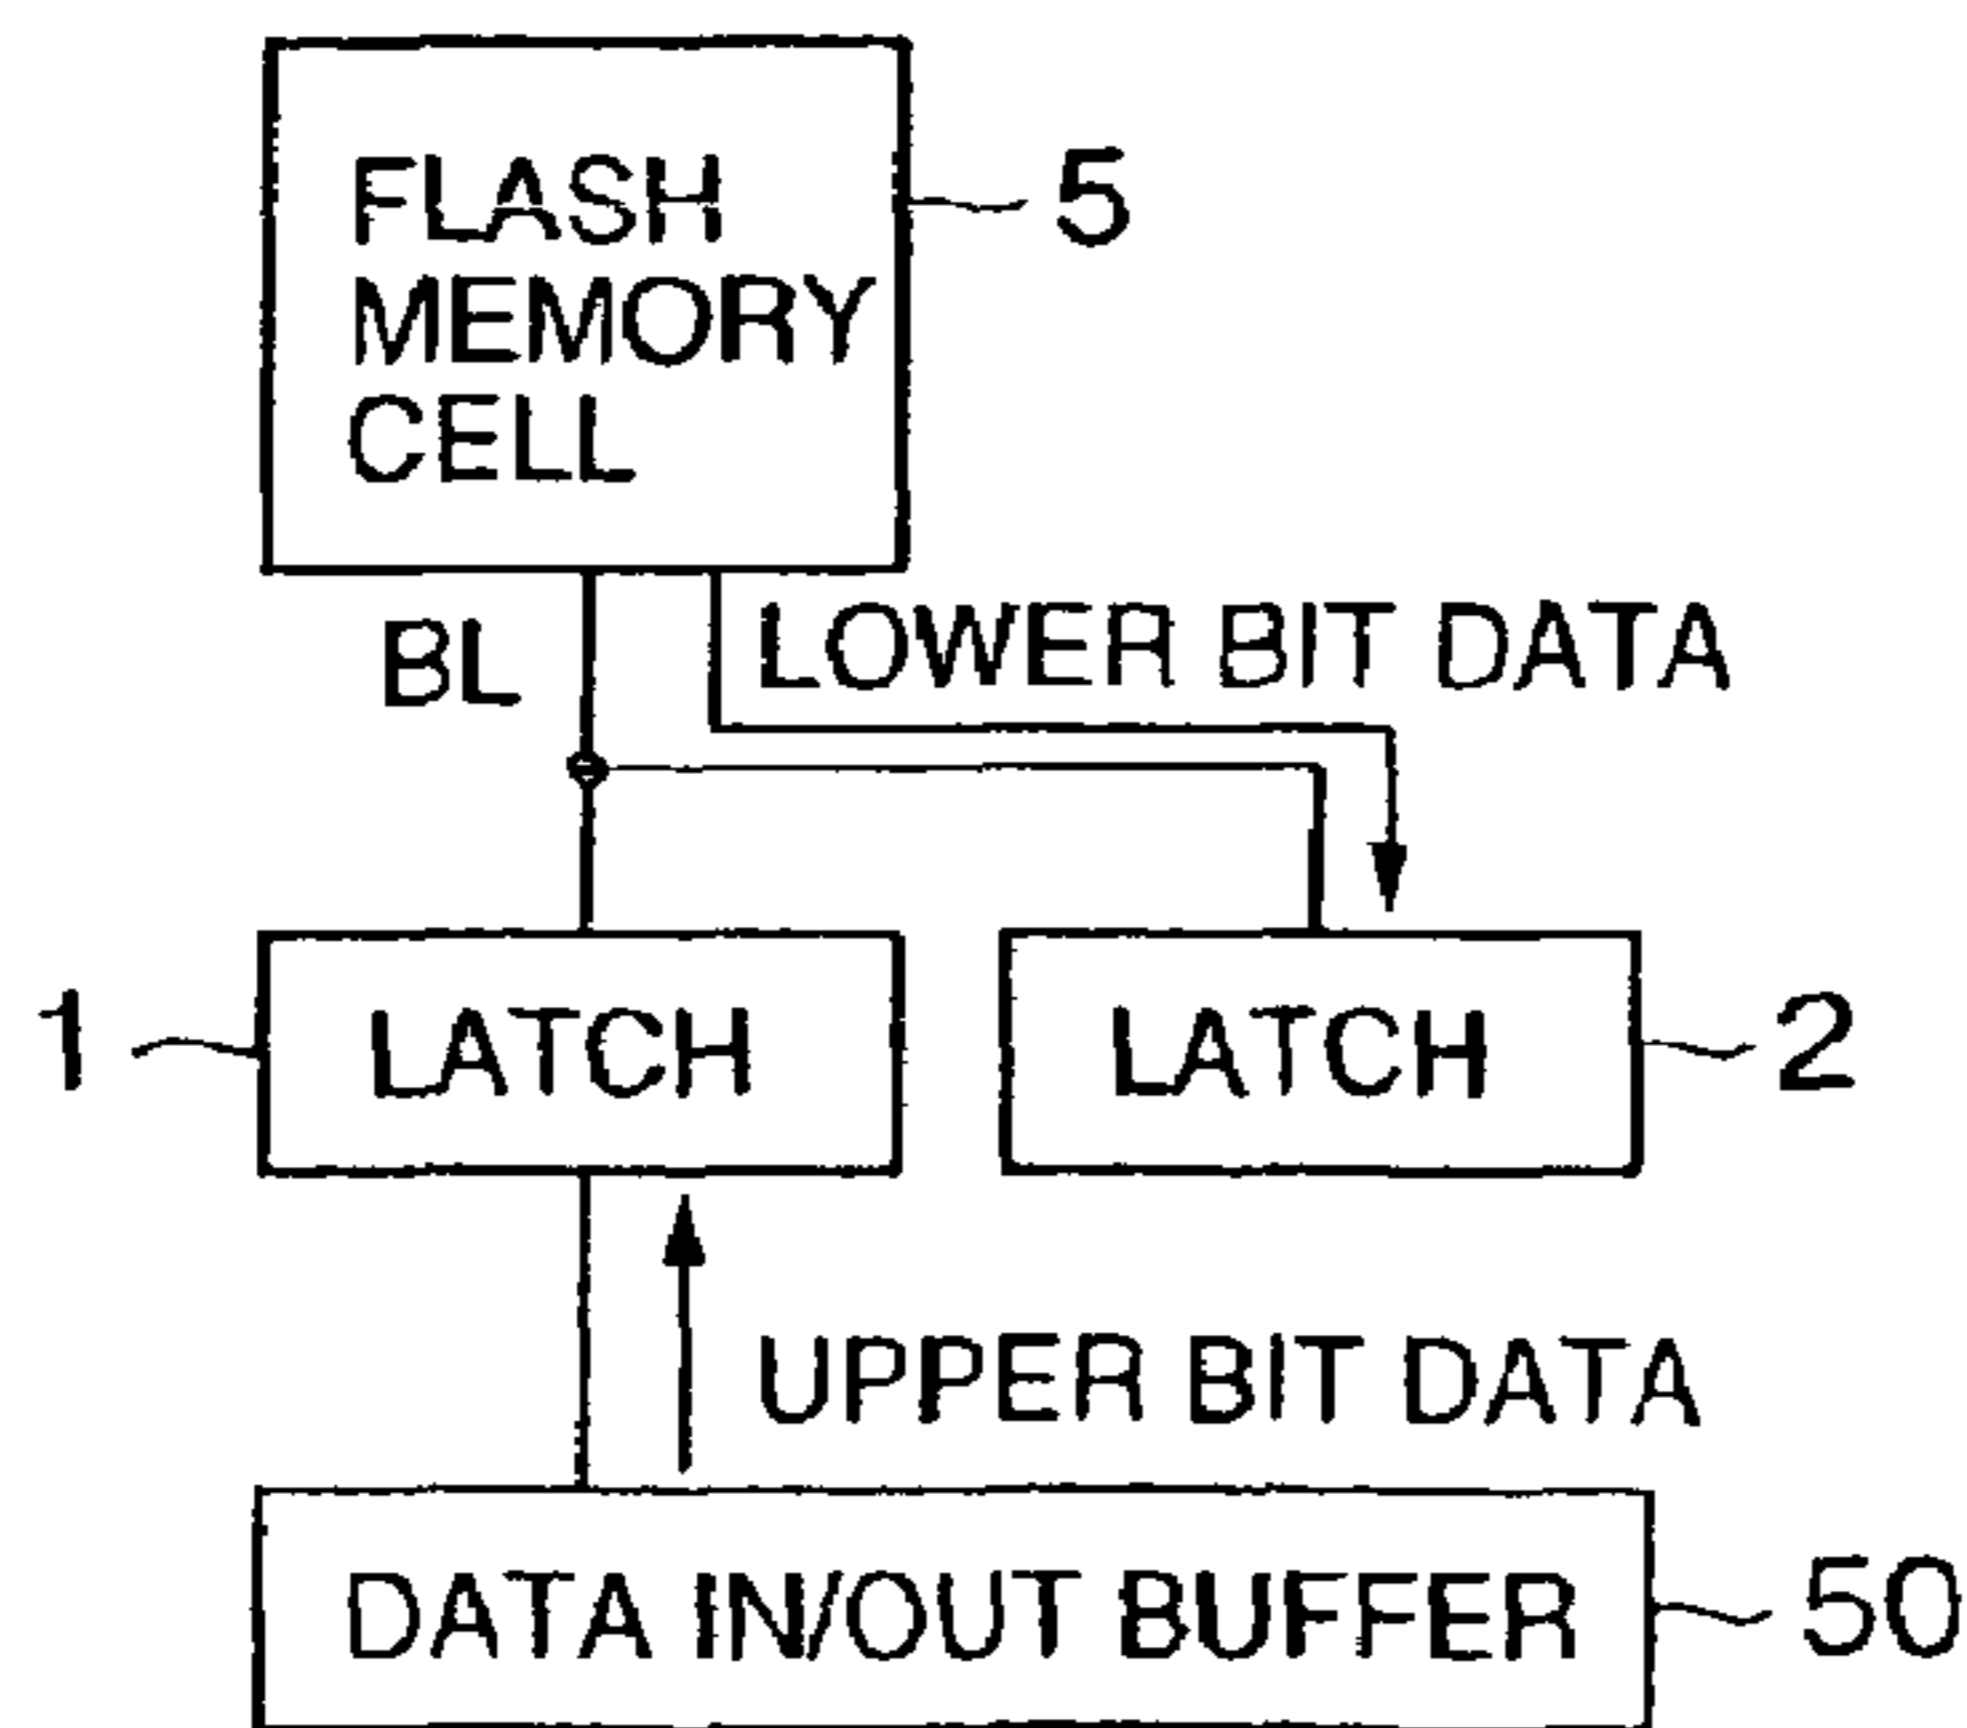 FLASH
MEMORY
CELL
5
BL
LOWER BIT DATA
1
LATCH
LATCH
2
UPPER BIT DATA
DATA IN/OUT BUFFER
50